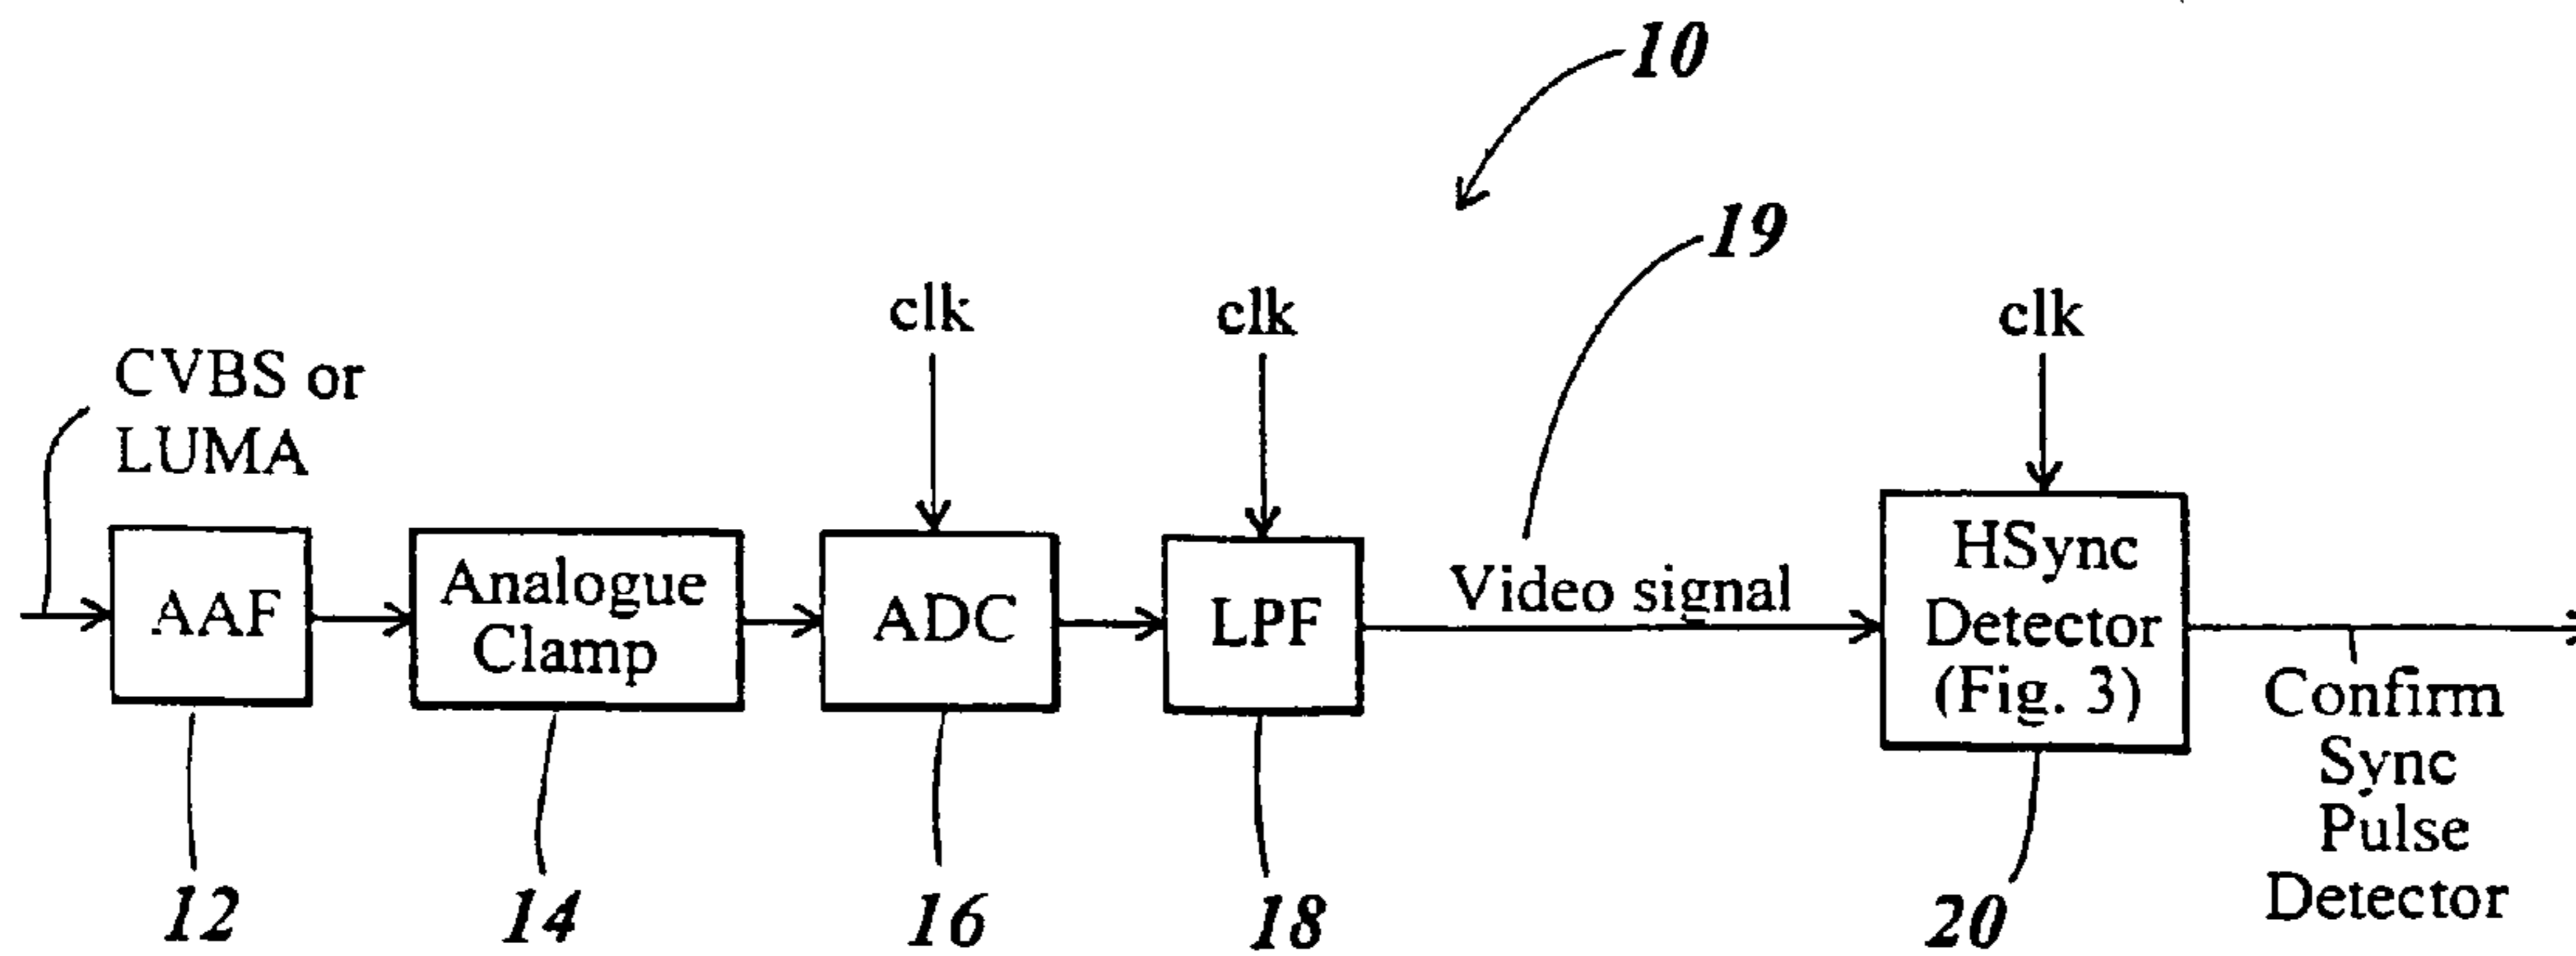 10
19
clk
clk
clk
CVBS or
LUMA
AAF
Analogue
Clamp
ADC
LPF
Video signal
HSync
Detector
(Fig. 3)
Confirm
Sync
Pulse
Detector
12
14
16
18
20